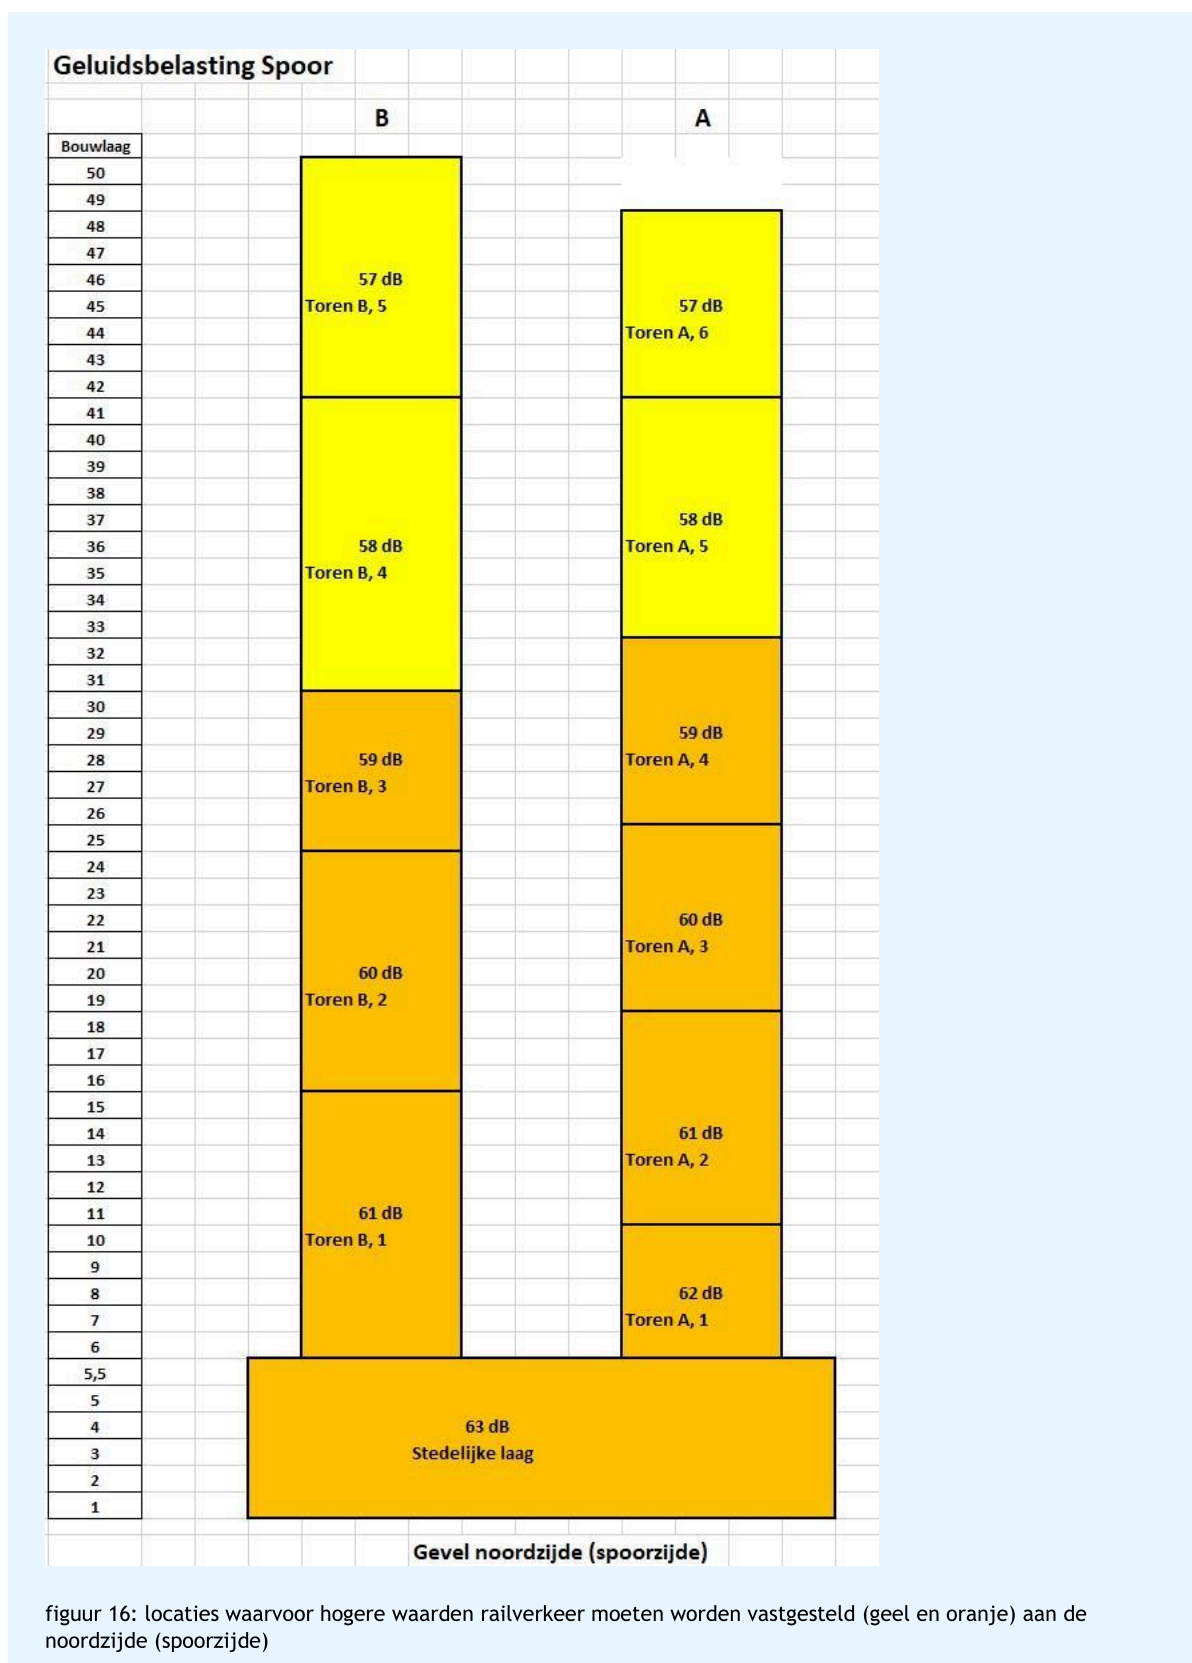 Geluidsbelasting Spoor
B A
Bouwlaag
50
49
48
47
46 57 dB
45 Toren B, 5 57 dB
44 Toren A, 6
43
42
41
40
39
38
37 58 dB
36 58 dB Toren A, 5
35 Toren B, 4
34
33
32
31
30
29 59 dB
28 59 dB Toren A, 4
27 Toren B, 3
26
25
24
23
22 60 dB
21 Toren A, 3
20 60 dB
19 Toren B, 2
18
17
16
15
14 61 dB
13 Toren A, 2
12
11 61 dB
10 Toren B, 1
9
8 62 dB
7 Toren A, 1
6
5,5
5
4 63 dB
3 Stedelijke laag
2
1
Gevel noordzijde (spoorzijde)
figuur 16: locaties waarvoor hogere waarden railverkeer moeten worden vastgesteld (geel en oranje) aan de
noordzijde (spoorzijde)